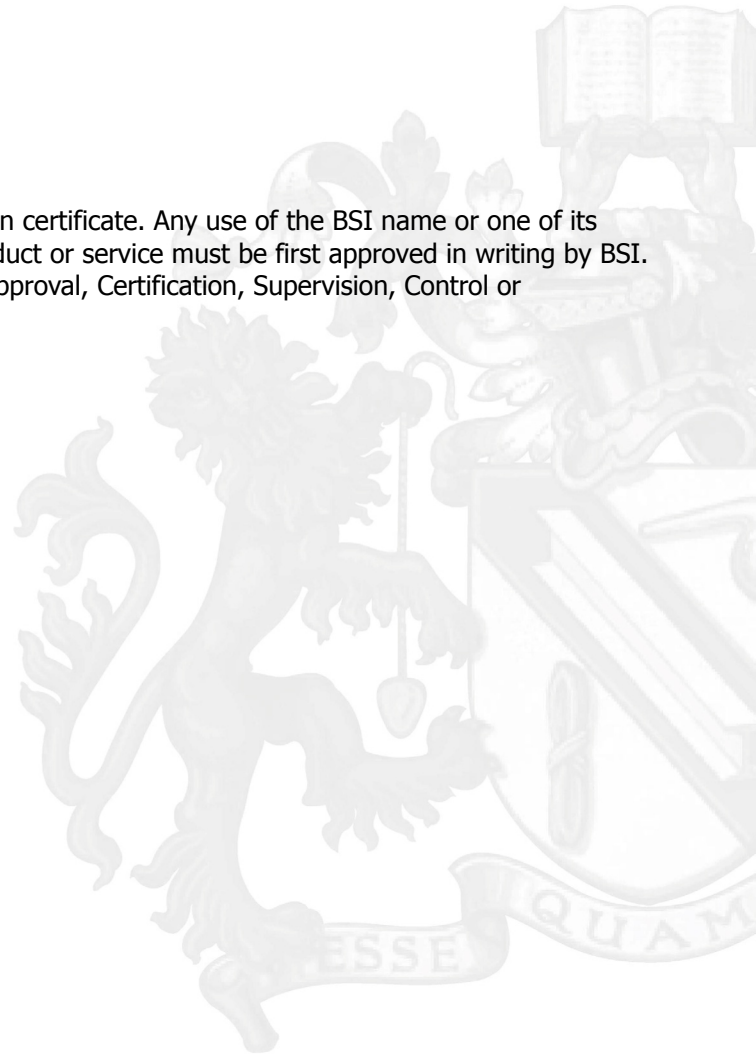 n certificate. Any use of the BSI name or one of its
duct or service must be first approved in writing by BSI.
pproval, Certification, Supervision, Control or
ESSE
QUAM